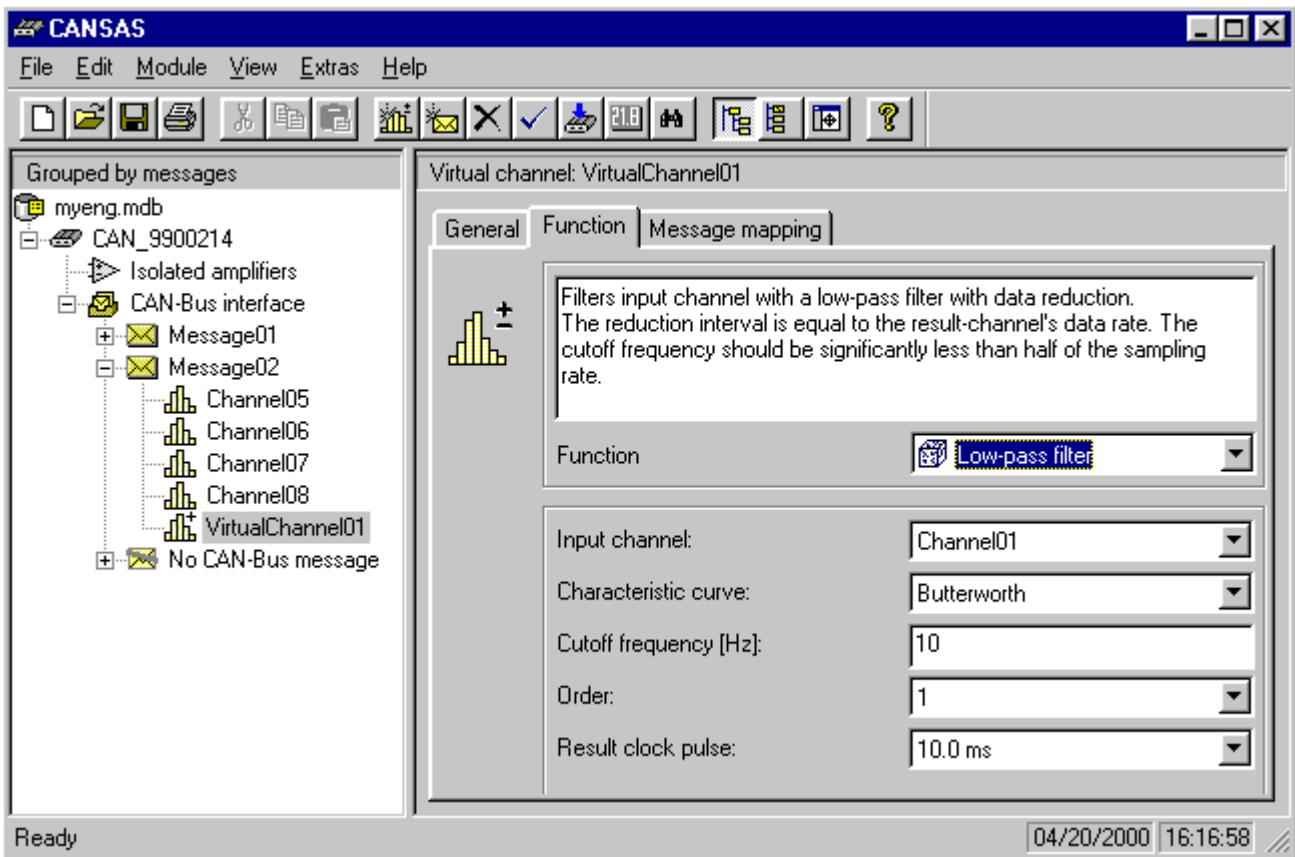 CANSAS
File Edit Module View Extras Help
21.8
Grouped by messages
myeng.mdb
CAN_9900214
Isolated amplifiers
CAN-Bus interface
Message01
Message02
Channel05
Channel06
Channel07
Channel08
VirtualChannel01
No CAN-Bus message
Virtual channel: VirtualChannel01
General Function Message mapping
Filters input channel with a low-pass filter with data reduction.
The reduction interval is equal to the result-channel's data rate. The
cutoff frequency should be significantly less than half of the sampling
rate.
Function Low-pass filter
Input channel: Channel01
Characteristic curve: Butterworth
Cutoff frequency [Hz]: 10
Order: 1
Result clock pulse: 10.0 ms
Ready 04/20/2000 16:16:58